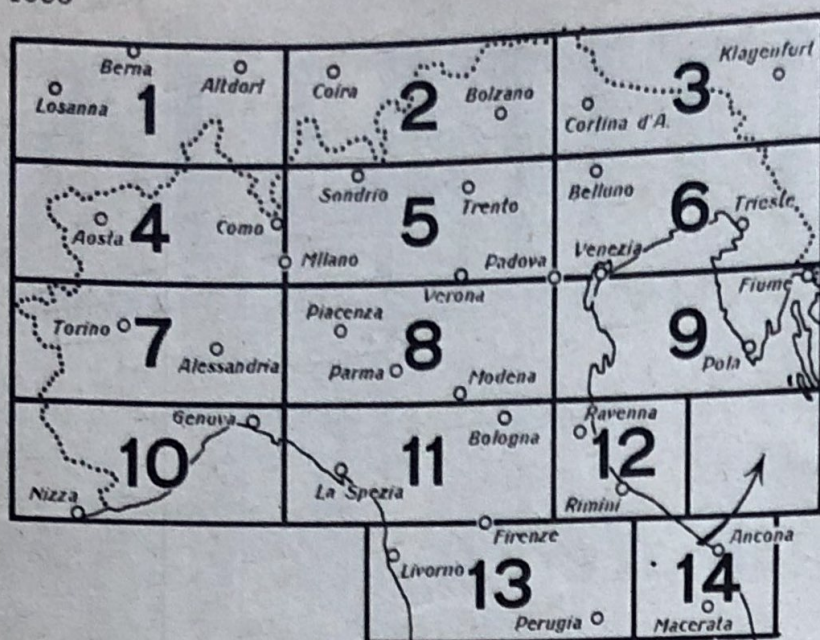 Berna
Losanna
Altdorf
1
Coira
2
Bolzano
Klagenfurt
3
Cortina d'A.
Aosta
4
Como
Sondrio
5
Trento
Milano
Verona
Padova
Belluno
6
Trieste
Venezia
Torino
7
Alessandria
Piacenza
8
Parma
Modena
Fiume
9
Pola
Genova
10
Nizza
11
Bologna
La Spezia
Ravenna
12
Rimini
Firenze
Livorno
13
Perugia
Ancona
14
Macerata